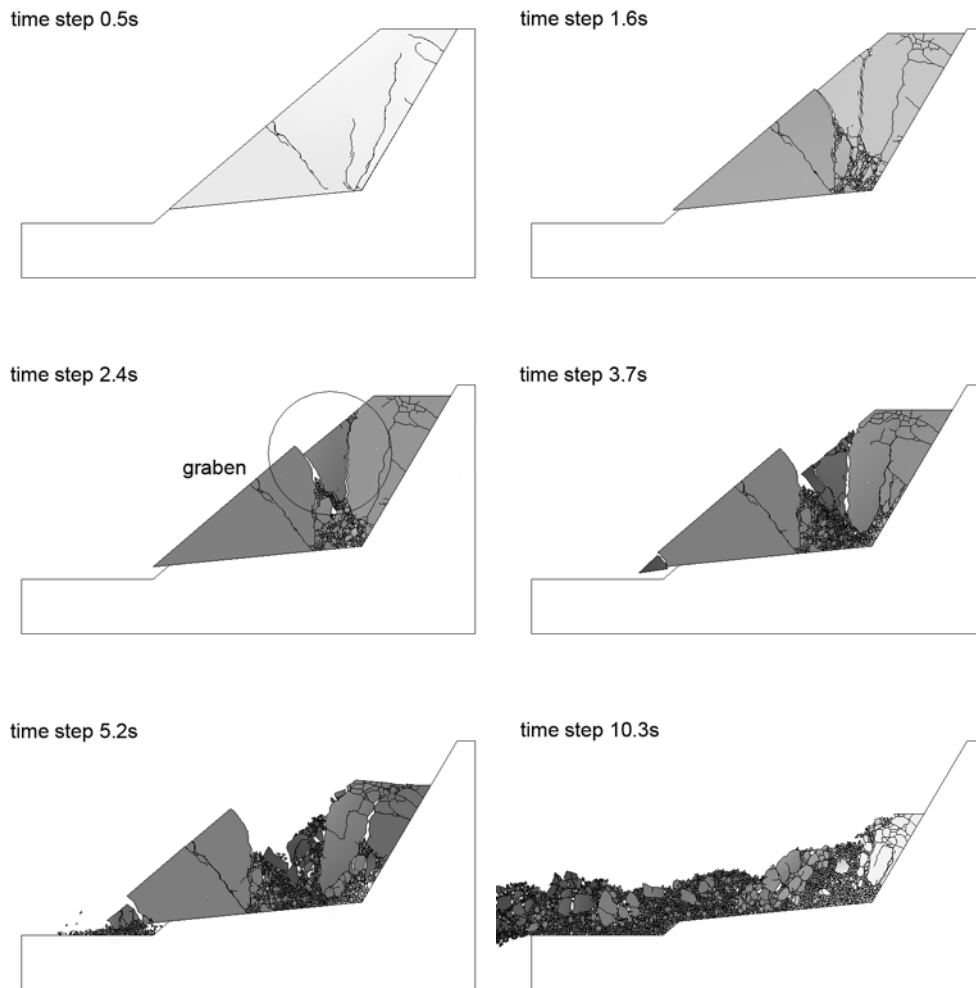 time step 0.5s
time step 1.6s
time step 2.4s
graben
time step 3.7s
time step 5.2s
time step 10.3s